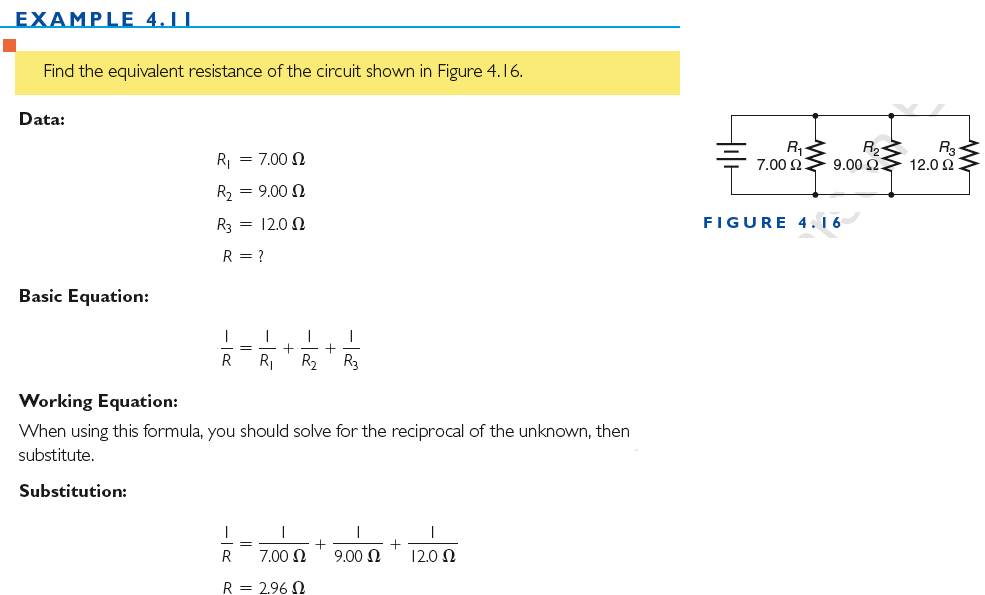 EXAMPLE 4.11
Find the equivalent resistance of the circuit shown in Figure 4.16.
Data:
R₁ = 7.00 Ω
R₂ = 9.00 Ω
R₃ = 12.0 Ω
R = ?
Basic Equation:
1/R = 1/R₁ + 1/R₂ + 1/R₃
Working Equation:
When using this formula, you should solve for the reciprocal of the unknown, then
substitute.
Substitution:
1/R = 1/7.00 Ω + 1/9.00 Ω + 1/12.0 Ω
R = 2.96 Ω
R₁ R₂ R₃
7.00 Ω 9.00 Ω 12.0 Ω
FIGURE 4.16